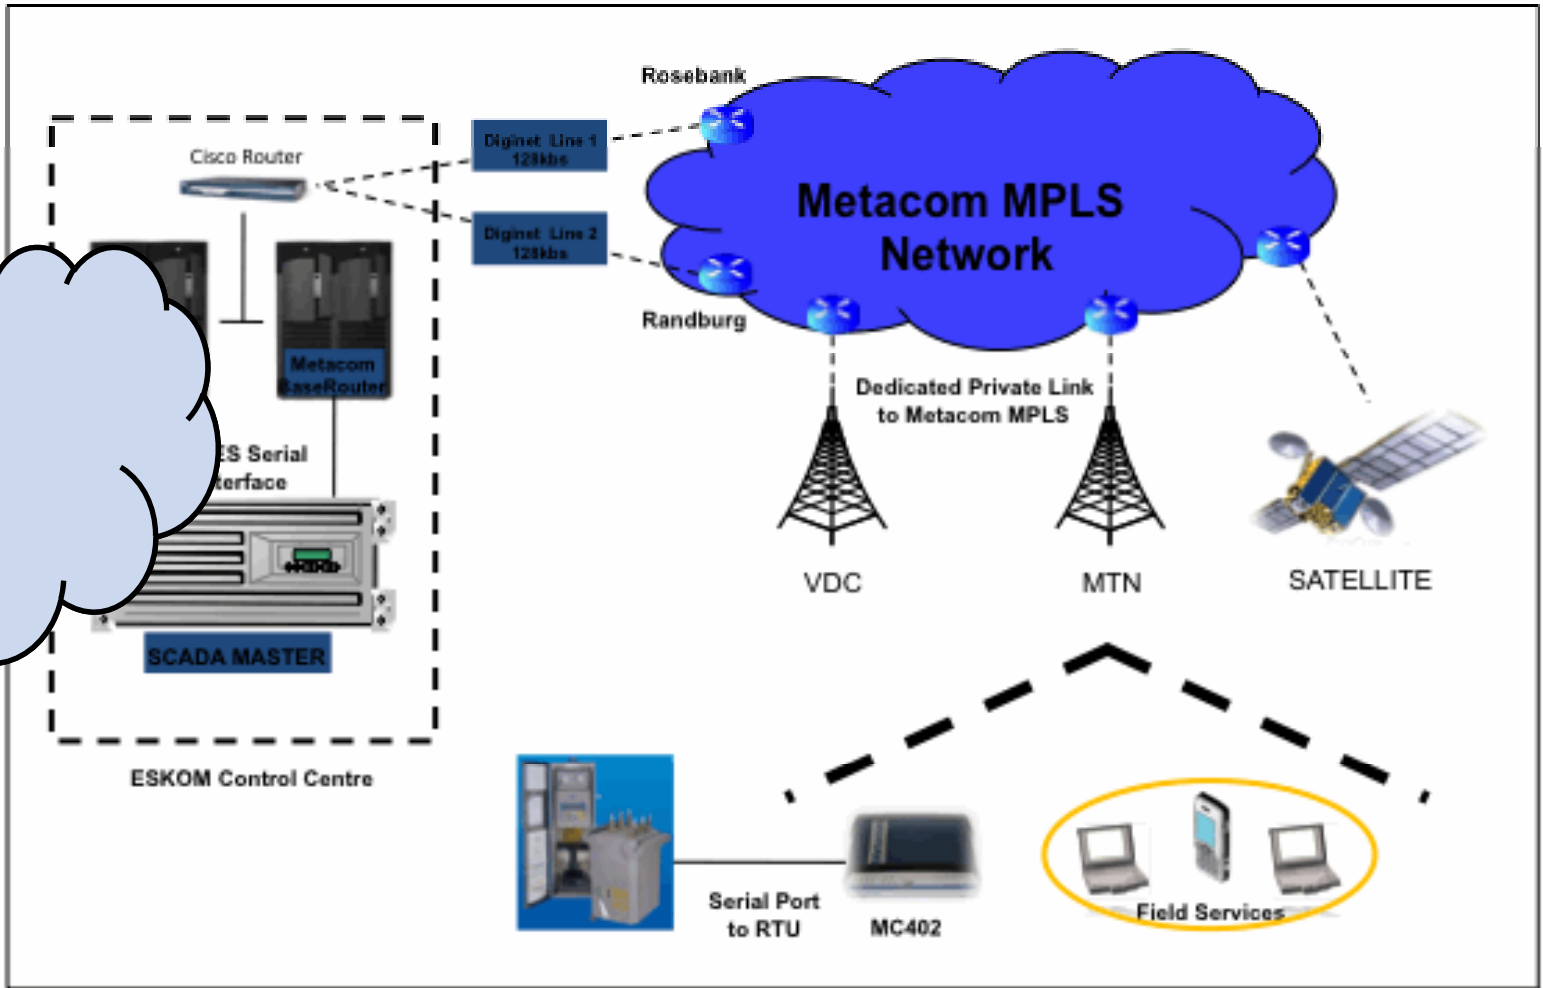 Rosebank
Cisco Router
Diginet Line 1
128kbs
Metacom MPLS
Network
Diginet Line 2
128kbs
Randburg
Metacom
BaseRouter
Dedicated Private Link
to Metacom MPLS
ES Serial
terface
VDC
MTN
SATELLITE
SCADA MASTER
ESKOM Control Centre
Serial Port
to RTU
MC402
Field Services